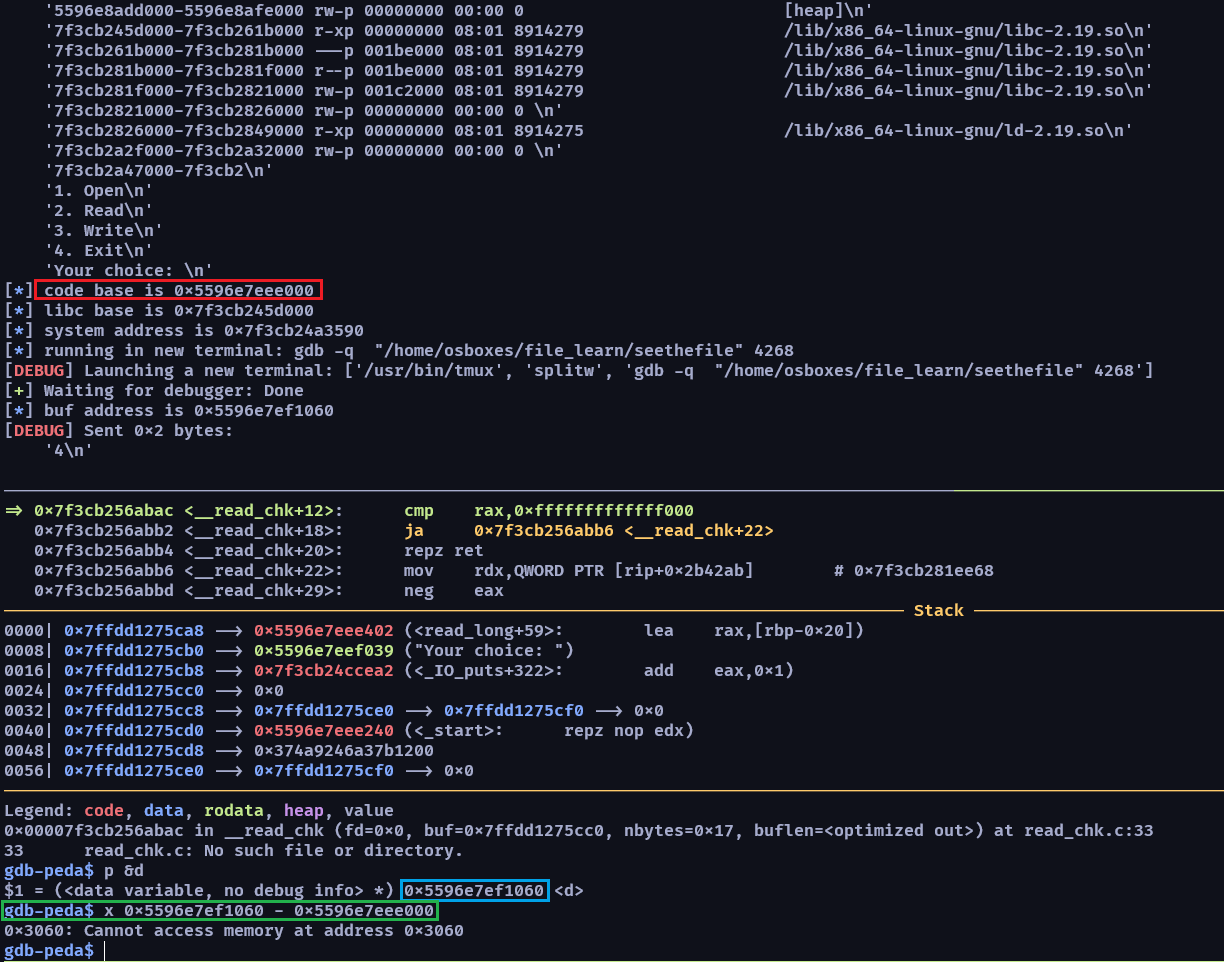 '5596e8add000-5596e8afe000 rw-p 00000000 00:00 0                          [heap]\n'
'7f3cb245d000-7f3cb261b000 r-xp 00000000 08:01 8914279                    /lib/x86_64-linux-gnu/libc-2.19.so\n'
'7f3cb261b000-7f3cb281b000 ---p 001be000 08:01 8914279                    /lib/x86_64-linux-gnu/libc-2.19.so\n'
'7f3cb281b000-7f3cb281f000 r--p 001be000 08:01 8914279                    /lib/x86_64-linux-gnu/libc-2.19.so\n'
'7f3cb281f000-7f3cb2821000 rw-p 001c2000 08:01 8914279                    /lib/x86_64-linux-gnu/libc-2.19.so\n'
'7f3cb2821000-7f3cb2826000 rw-p 00000000 00:00 0 \n'
'7f3cb2826000-7f3cb2849000 r-xp 00000000 08:01 8914275                    /lib/x86_64-linux-gnu/ld-2.19.so\n'
'7f3cb2a2f000-7f3cb2a32000 rw-p 00000000 00:00 0 \n'
'7f3cb2a47000-7f3cb2\n'
'1. Open\n'
'2. Read\n'
'3. Write\n'
'4. Exit\n'
'Your choice: \n'
[*] code base is 0×5596e7eee000
[*] libc base is 0×7f3cb245d000
[*] system address is 0×7f3cb24a3590
[*] running in new terminal: gdb -q  "/home/osboxes/file_learn/seethefile" 4268
[DEBUG] Launching a new terminal: ['/usr/bin/tmux', 'splitw', 'gdb -q  "/home/osboxes/file_learn/seethefile" 4268']
[+] Waiting for debugger: Done
[*] buf address is 0×5596e7ef1060
[DEBUG] Sent 0×2 bytes:
'4\n'
⇒ 0×7f3cb256abac <__read_chk+12>:      cmp    rax,0×fffffffffffff000
0×7f3cb256abb2 <__read_chk+18>:      ja     0×7f3cb256abb6 <__read_chk+22>
0×7f3cb256abb4 <__read_chk+20>:      repz ret
0×7f3cb256abb6 <__read_chk+22>:      mov    rdx,QWORD PTR [rip+0×2b42ab]        # 0×7f3cb281ee68
0×7f3cb256abbd <__read_chk+29>:      neg    eax
Stack
0000| 0×7ffdd1275ca8 ⟶ 0×5596e7eee402 (<read_long+59>:        lea    rax,[rbp-0×20])
0008| 0×7ffdd1275cb0 ⟶ 0×5596e7eef039 ("Your choice: ")
0016| 0×7ffdd1275cb8 ⟶ 0×7f3cb24ccea2 (<_IO_puts+322>:        add    eax,0×1)
0024| 0×7ffdd1275cc0 ⟶ 0×0
0032| 0×7ffdd1275cc8 ⟶ 0×7ffdd1275ce0 ⟶ 0×7ffdd1275cf0 ⟶ 0×0
0040| 0×7ffdd1275cd0 ⟶ 0×5596e7eee240 (<_start>:      repz nop edx)
0048| 0×7ffdd1275cd8 ⟶ 0×374a9246a37b1200
0056| 0×7ffdd1275ce0 ⟶ 0×7ffdd1275cf0 ⟶ 0×0
Legend: code, data, rodata, heap, value
0×00007f3cb256abac in __read_chk (fd=0×0, buf=0×7ffdd1275cc0, nbytes=0×17, buflen=<optimized out>) at read_chk.c:33
33      read_chk.c: No such file or directory.
gdb-peda$ p &d
$1 = (<data variable, no debug info> *) 0×5596e7ef1060 <d>
gdb-peda$ x 0×5596e7ef1060 - 0×5596e7eee000
0×3060: Cannot access memory at address 0×3060
gdb-peda$